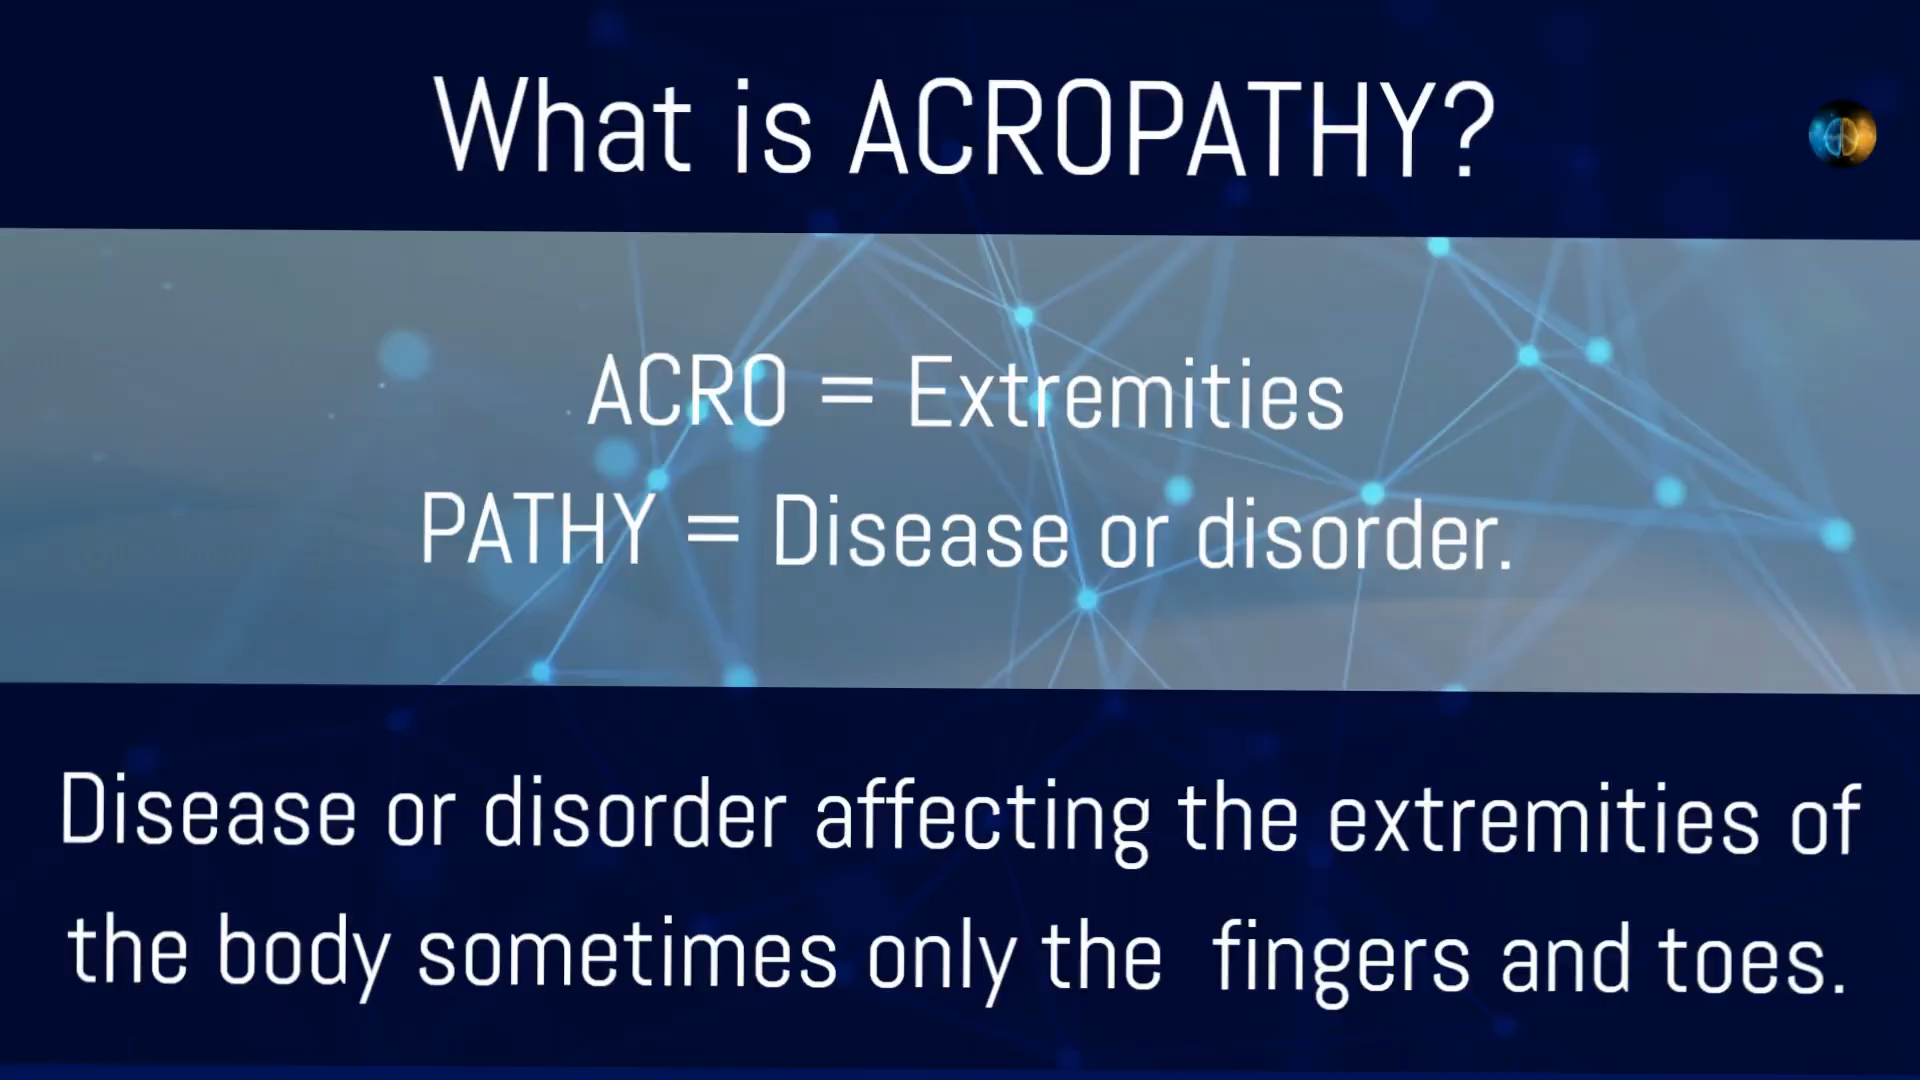 What is ACROPATHY?
ACRO = Extremities
PATHY = Disease or disorder.
Disease or disorder affecting the extremities of
the body sometimes only the fingers and toes.